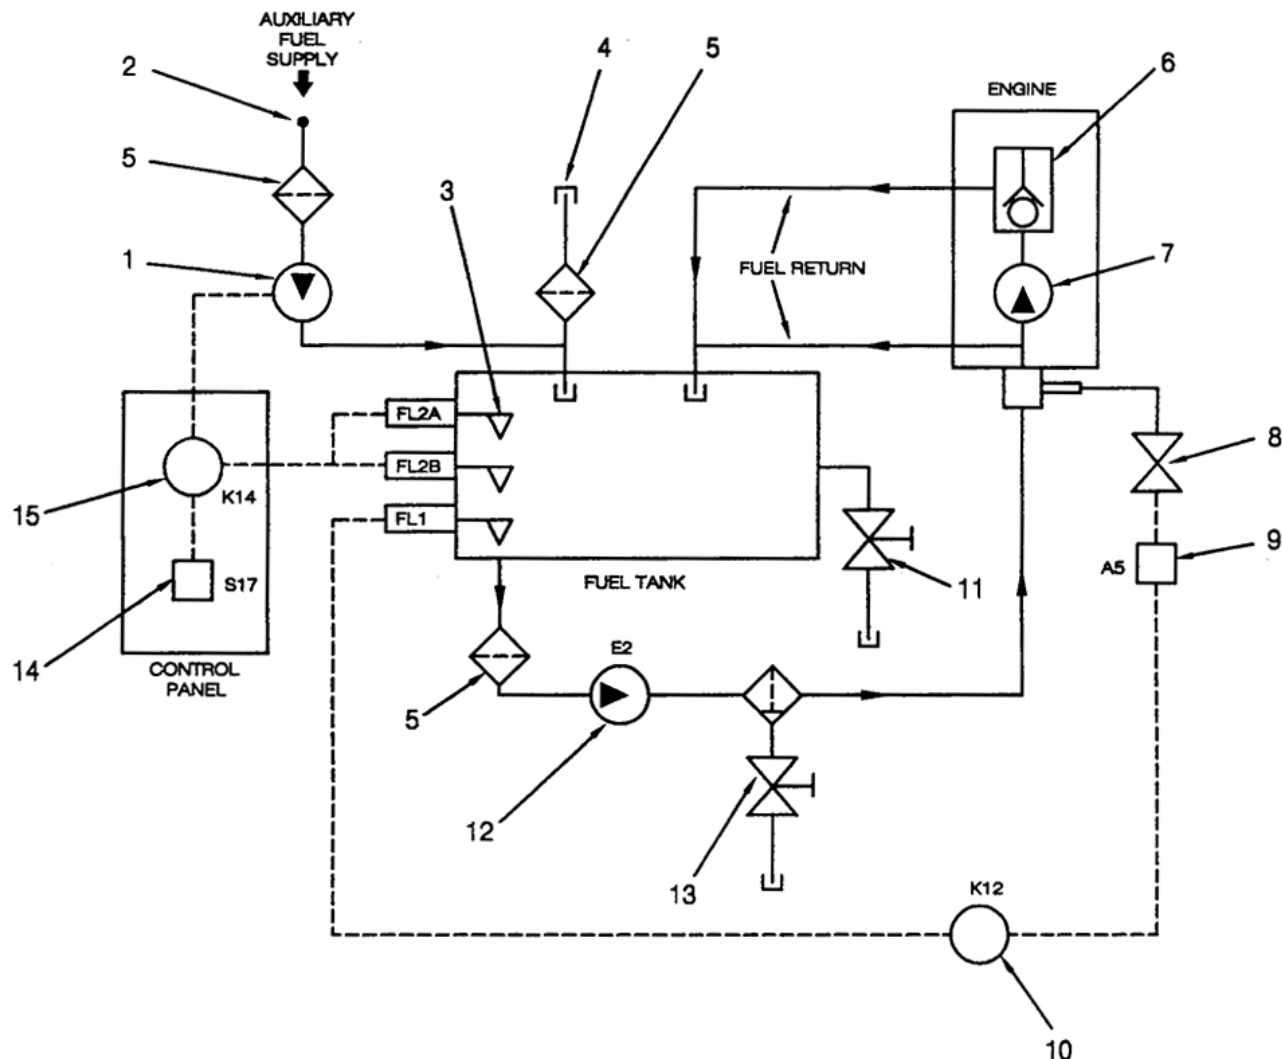 AUXILIARY
FUEL
SUPPLY
2
4
5
6
ENGINE
5
3
5
1
FUEL RETURN
7
FL2A
FL2B
FL1
8
15
K14
9
A5
S17
FUEL TANK
11
14
CONTROL
PANEL
E2
5
12
13
K12
10